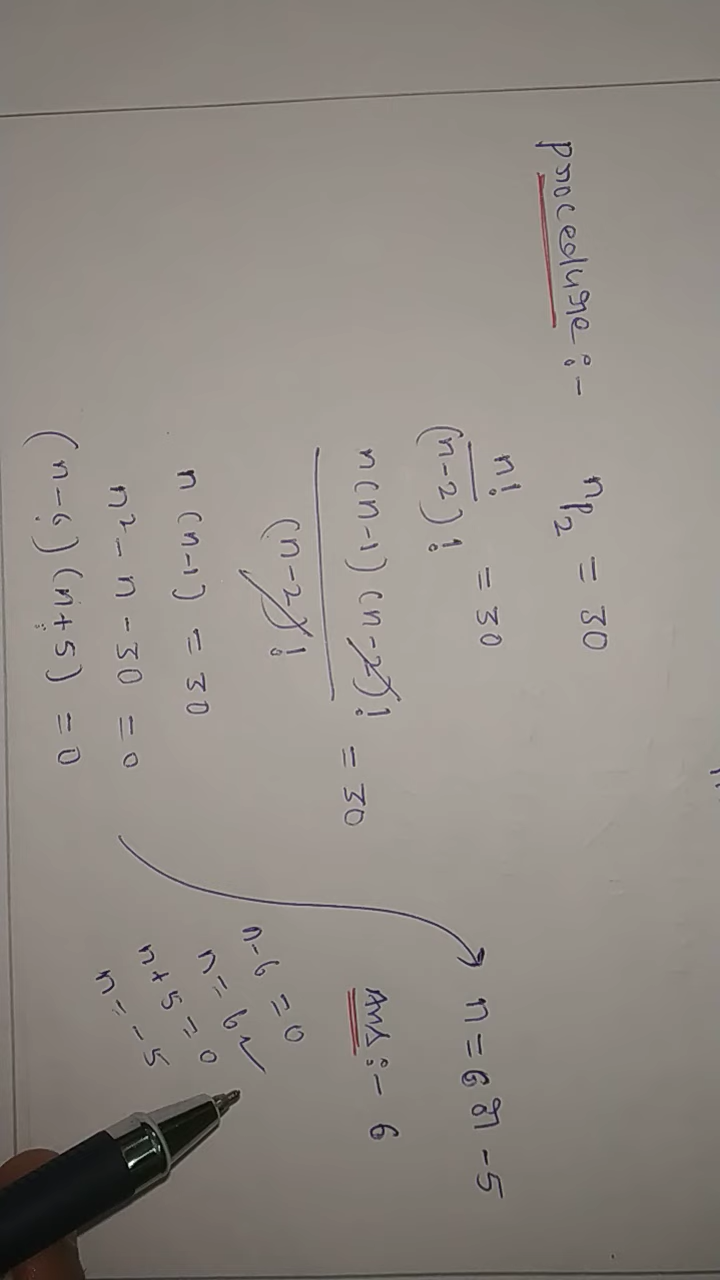 procedure :- nP₂ = 30
n!/(n-2)! = 30
n(n-1)(n-2)!/(n-2)! = 30
n(n-1) = 30
n² - n - 30 = 0
(n-6)(n+5) = 0
n = 6 or -5
Ans :- 6
n-6 = 0
n = 6 ✓
n+5 = 0
n = -5